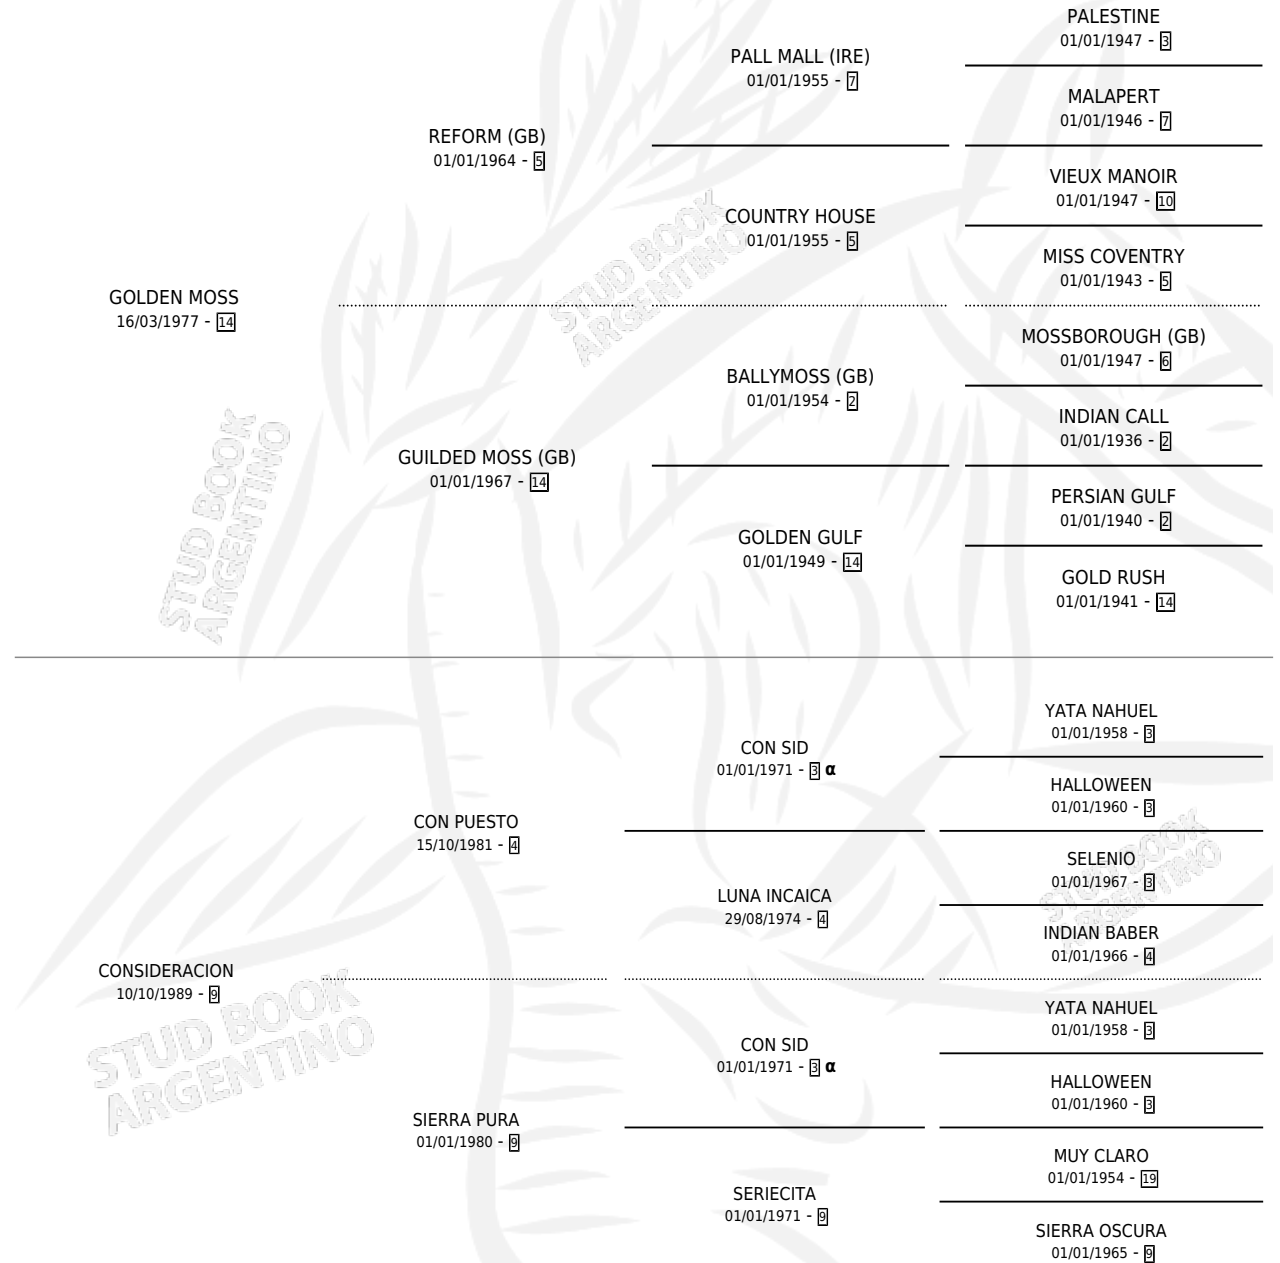 PALESTINE
01/01/1947 - 3
PALL MALL (IRE)
01/01/1955 - 7
MALAPERT
01/01/1946 - 7
REFORM (GB)
01/01/1964 - 5
VIEUX MANOIR
01/01/1947 - 10
COUNTRY HOUSE
01/01/1955 - 5
MISS COVENTRY
01/01/1943 - 5
GOLDEN MOSS
16/03/1977 - 14
MOSSBOROUGH (GB)
01/01/1947 - 6
BALLYMOSS (GB)
01/01/1954 - 2
INDIAN CALL
01/01/1936 - 2
GUILDED MOSS (GB)
01/01/1967 - 14
PERSIAN GULF
01/01/1940 - 2
GOLDEN GULF
01/01/1949 - 14
GOLD RUSH
01/01/1941 - 14
YATA NAHUEL
01/01/1958 - 3
CON SID
01/01/1971 - 3 α
HALLOWEEN
01/01/1960 - 3
CON PUESTO
15/10/1981 - 4
SELENIO
01/01/1967 - 3
LUNA INCAICA
29/08/1974 - 4
INDIAN BABER
01/01/1966 - 4
CONSIDERACION
10/10/1989 - 9
YATA NAHUEL
01/01/1958 - 3
CON SID
01/01/1971 - 3 α
HALLOWEEN
01/01/1960 - 3
SIERRA PURA
01/01/1980 - 9
MUY CLARO
01/01/1954 - 19
SERIECITA
01/01/1971 - 9
SIERRA OSCURA
01/01/1965 - 9
STUD BOOK
ARGENTINO
STUD BOOK
ARGENTINO
STUD BOOK
ARGENTINO
STUD BOOK
ARGENTINO